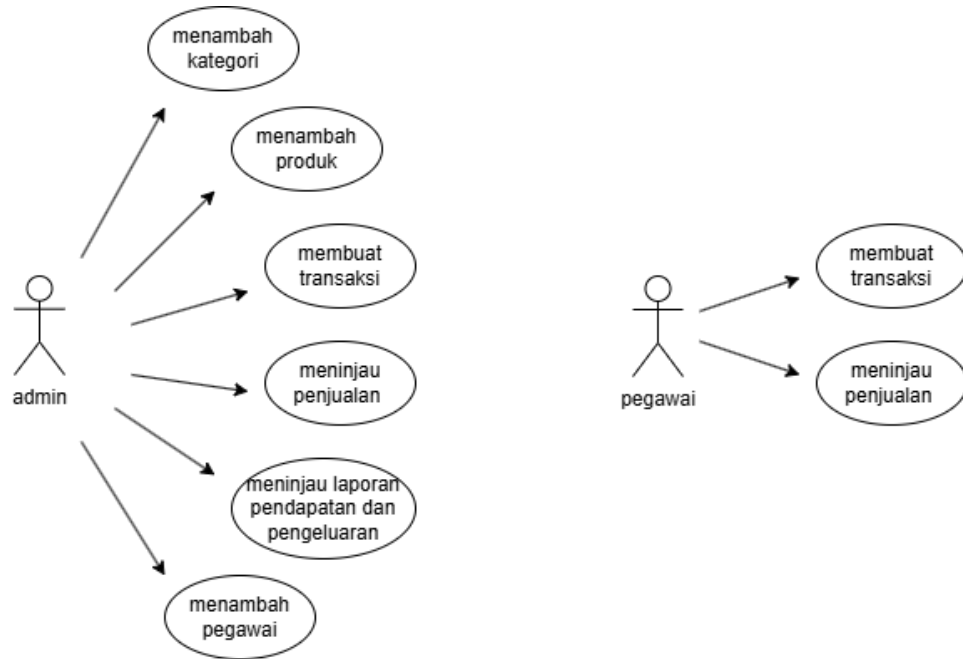 menambah
kategori
menambah
produk
membuat
transaksi
meninjau
penjualan
meninjau laporan
pendapatan dan
pengeluaran
menambah
pegawai
admin
membuat
transaksi
meninjau
penjualan
pegawai